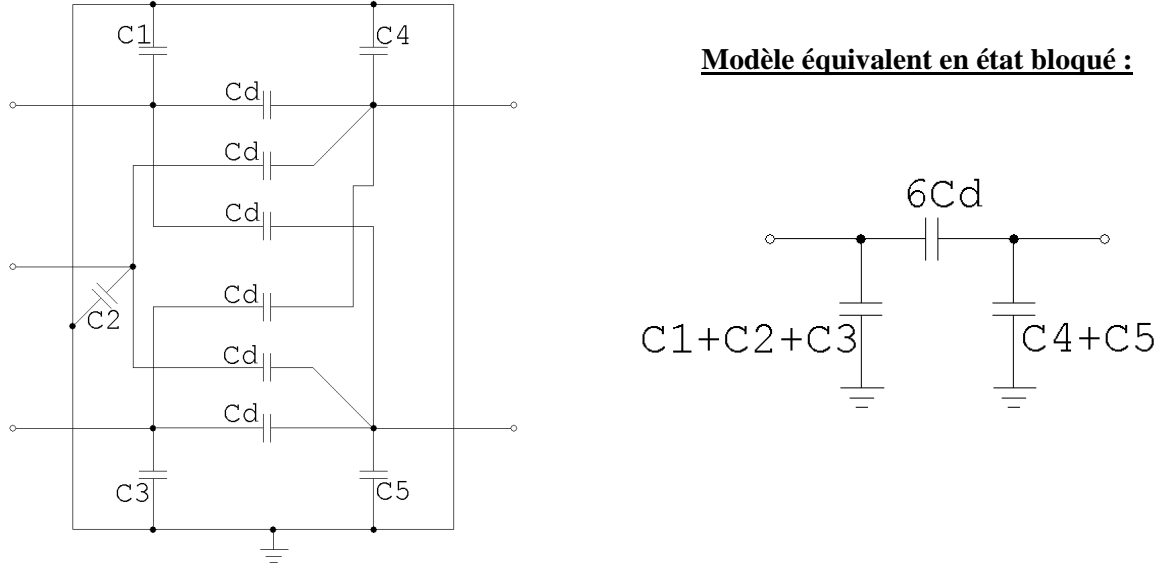 C1
C4
Cd
Cd
Cd
Cd
C2
Cd
Cd
C3
C5
Modèle équivalent en état bloqué :
6Cd
C1+C2+C3
C4+C5